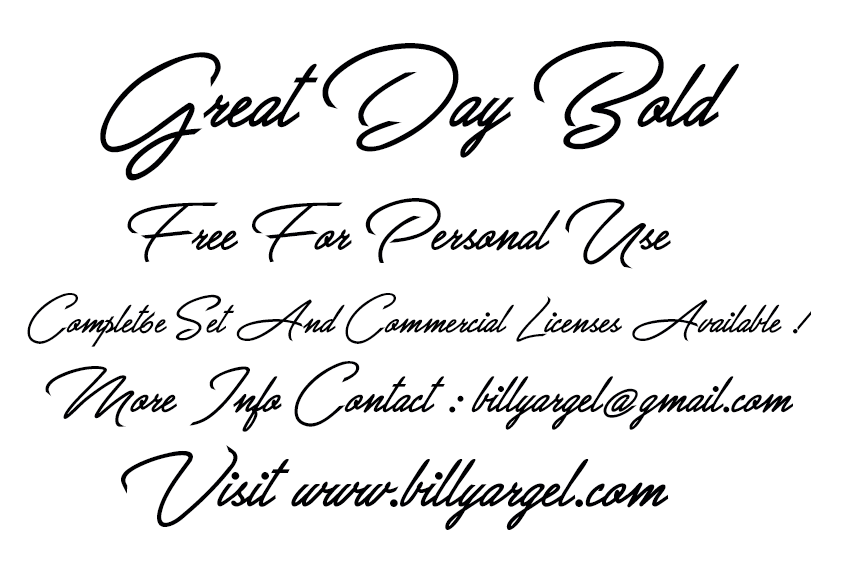 Great Day Bold
Free For Personal Use
Complet6e Set And Commercial Licenses Available !
More Info Contact : billyargel@gmail.com
Visit www.billyargel.com